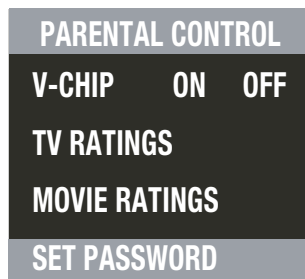 PARENTAL CONTROL
V-CHIP ON OFF
TV RATINGS
MOVIE RATINGS
SET PASSWORD